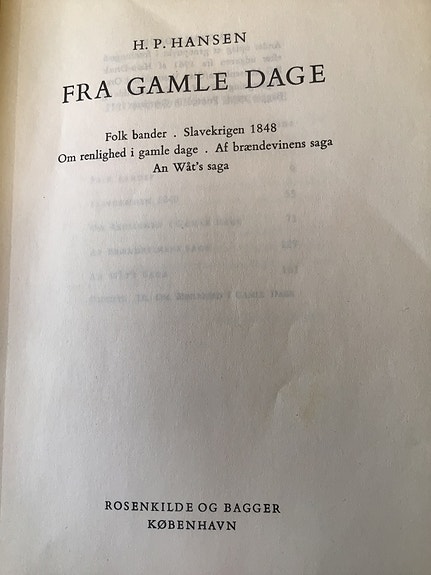 H. P. HANSEN
FRA GAMLE DAGE
Folk bander . Slavekrigen 1848
Om renlighed i gamle dage . Af brændevinens saga
An Wåt's saga
ROSENKILDE OG BAGGER
KØBENHAVN